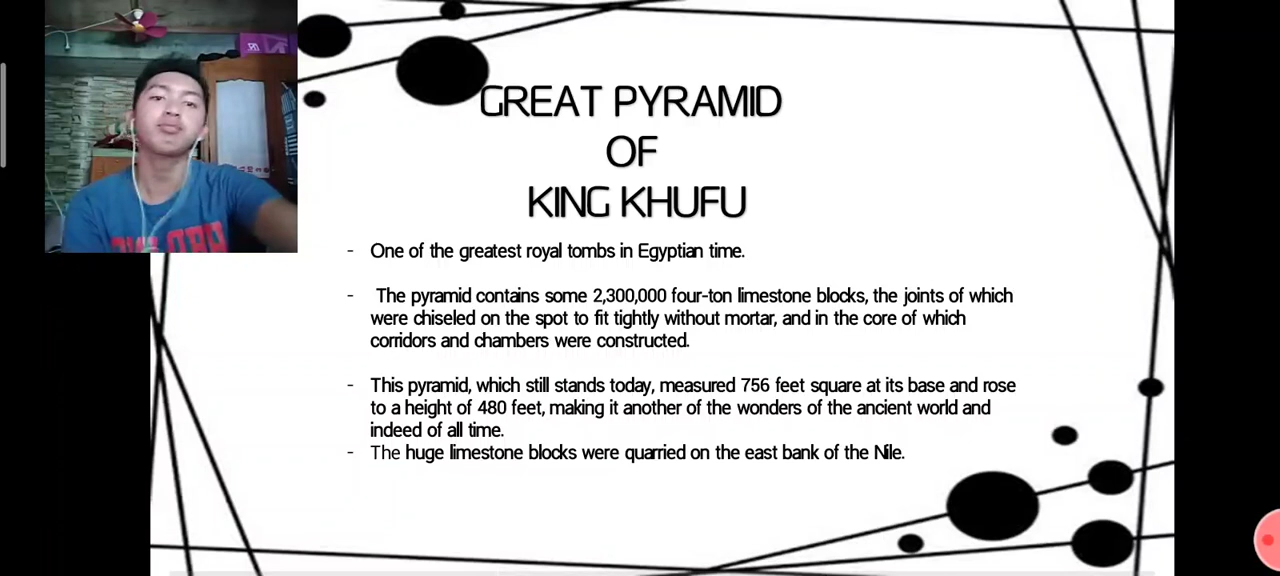 GREAT PYRAMID
OF
KING KHUFU
- One of the greatest royal tombs in Egyptian time.
- The pyramid contains some 2,300,000 four-ton limestone blocks, the joints of which
were chiseled on the spot to fit tightly without mortar, and in the core of which
corridors and chambers were constructed.
- This pyramid, which still stands today, measured 756 feet square at its base and rose
to a height of 480 feet, making it another of the wonders of the ancient world and
indeed of all time.
- The huge limestone blocks were quarried on the east bank of the Nile.